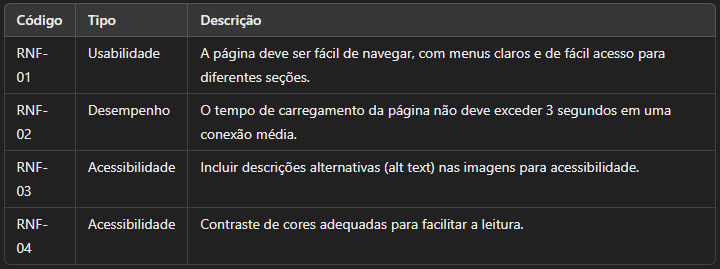 Código Tipo Descrição
RNF-01 Usabilidade A página deve ser fácil de navegar, com menus claros e de fácil acesso para
diferentes seções.
RNF-02 Desempenho O tempo de carregamento da página não deve exceder 3 segundos em uma
conexão média.
RNF-03 Acessibilidade Incluir descrições alternativas (alt text) nas imagens para acessibilidade.
RNF-04 Acessibilidade Contraste de cores adequadas para facilitar a leitura.